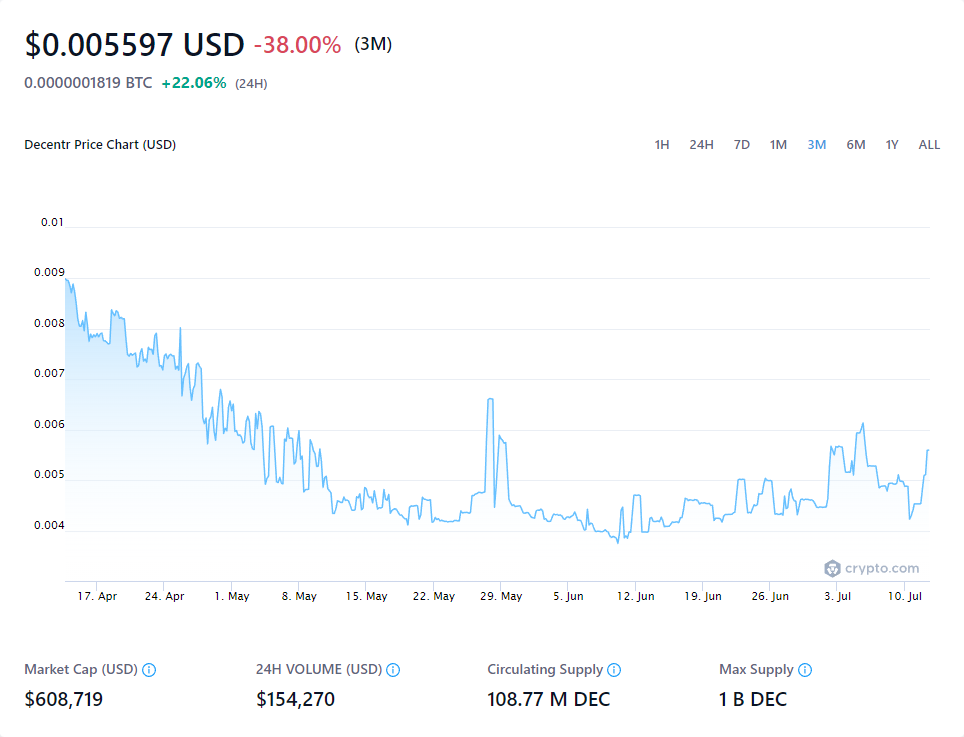 $0.005597 USD -38.00% (3M)
0.0000001819 BTC +22.06% (24H)
Decentr Price Chart (USD) 1H 24H 7D 1M 3M 6M 1Y ALL
0.01
0.009
0.008
0.007
0.006
0.005
0.004
crypto.com
17. Apr 24. Apr 1. May 8. May 15. May 22. May 29. May 5. Jun 12. Jun 19. Jun 26. Jun 3. Jul 10. Jul
Market Cap (USD) 24H VOLUME (USD) Circulating Supply Max Supply
$608,719 $154,270 108.77 M DEC 1 B DEC